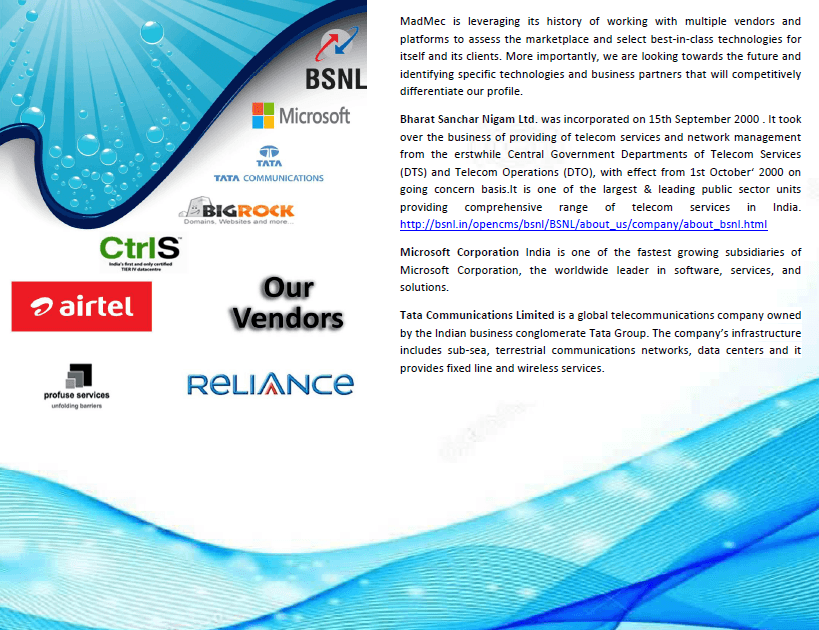 BSNL
Microsoft
TATA
TATA COMMUNICATIONS
BIGROCK
Domains, Websites and more...
CtrlS
India's first and only certified
TIER IV datacentre
airtel
Our
Vendors
profuse services
unfolding barriers
RELIANCE
MadMec is leveraging its history of working with multiple vendors and
platforms to assess the marketplace and select best-in-class technologies for
itself and its clients. More importantly, we are looking towards the future and
identifying specific technologies and business partners that will competitively
differentiate our profile.
Bharat Sanchar Nigam Ltd. was incorporated on 15th September 2000 . It took
over the business of providing of telecom services and network management
from the erstwhile Central Government Departments of Telecom Services
(DTS) and Telecom Operations (DTO), with effect from 1st October‘ 2000 on
going concern basis.It is one of the largest & leading public sector units
providing comprehensive range of telecom services in India.
http://bsnl.in/opencms/bsnl/BSNL/about_us/company/about_bsnl.html
Microsoft Corporation India is one of the fastest growing subsidiaries of
Microsoft Corporation, the worldwide leader in software, services, and
solutions.
Tata Communications Limited is a global telecommunications company owned
by the Indian business conglomerate Tata Group. The company’s infrastructure
includes sub-sea, terrestrial communications networks, data centers and it
provides fixed line and wireless services.